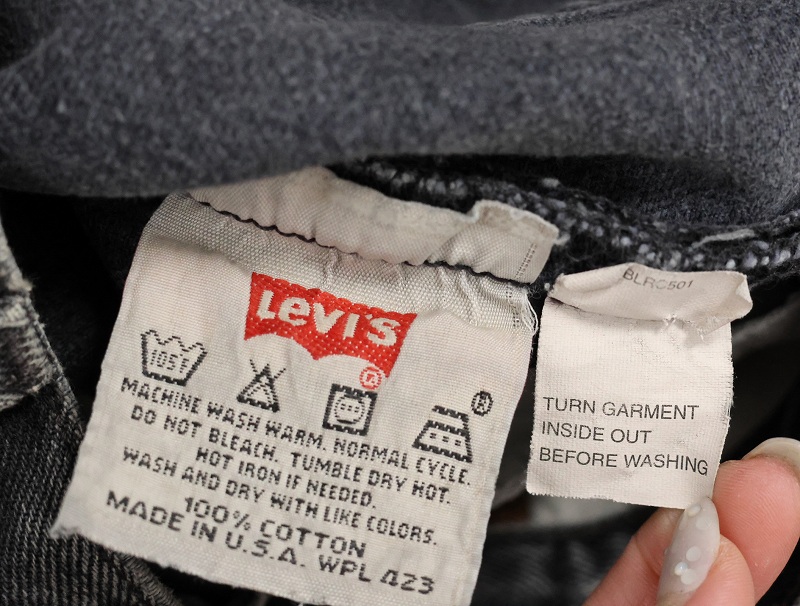 Levi's
®
105F
®
MACHINE WASH WARM. NORMAL CYCLE.
DO NOT BLEACH. TUMBLE DRY HOT.
HOT IRON IF NEEDED.
WASH AND DRY WITH LIKE COLORS.
100% COTTON
MADE IN U.S.A. WPL 423
TURN GARMENT
INSIDE OUT
BEFORE WASHING